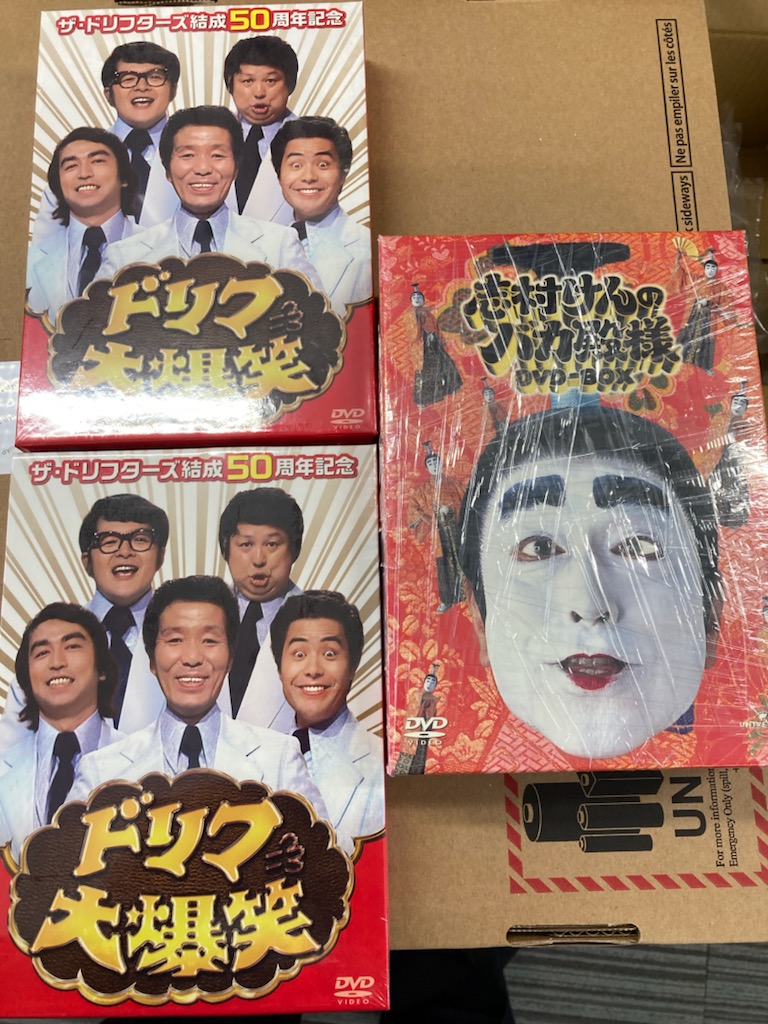 ザ・ドリフターズ結成50周年記念
ドリフ
大爆笑
DVD
VIDEO
ザ・ドリフターズ結成50周年記念
ドリフ
大爆笑
DVD
VIDEO
志村けんの
バカ殿様
DVD-BOX
DVD
VIDEO
Ne pas empiler sur les côtés
sideways
UN
For more information
Emergency Only (spill,